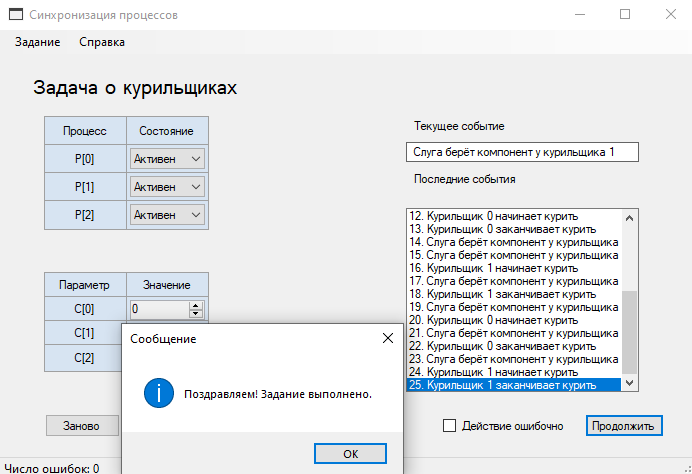 Синхронизация процессов
Задание Справка
Задача о курильщиках
Процесс Состояние
P[0] Активен
P[1] Активен
P[2] Активен
Параметр Значение
C[0] 0
C[1]
C[2]
Заново
Текущее событие
Слуга берёт компонент у курильщика 1
Последние события
12. Курильщик 0 начинает курить
13. Курильщик 0 заканчивает курить
14. Слуга берёт компонент у курильщика
15. Слуга берёт компонент у курильщика
16. Курильщик 1 начинает курить
17. Слуга берёт компонент у курильщика
18. Курильщик 1 заканчивает курить
19. Слуга берёт компонент у курильщика
20. Курильщик 0 начинает курить
21. Слуга берёт компонент у курильщика
22. Курильщик 0 заканчивает курить
23. Слуга берёт компонент у курильщика
24. Курильщик 1 начинает курить
25. Курильщик 1 заканчивает курить
Действие ошибочно
Продолжить
Сообщение
Поздравляем! Задание выполнено.
OK
Число ошибок: 0